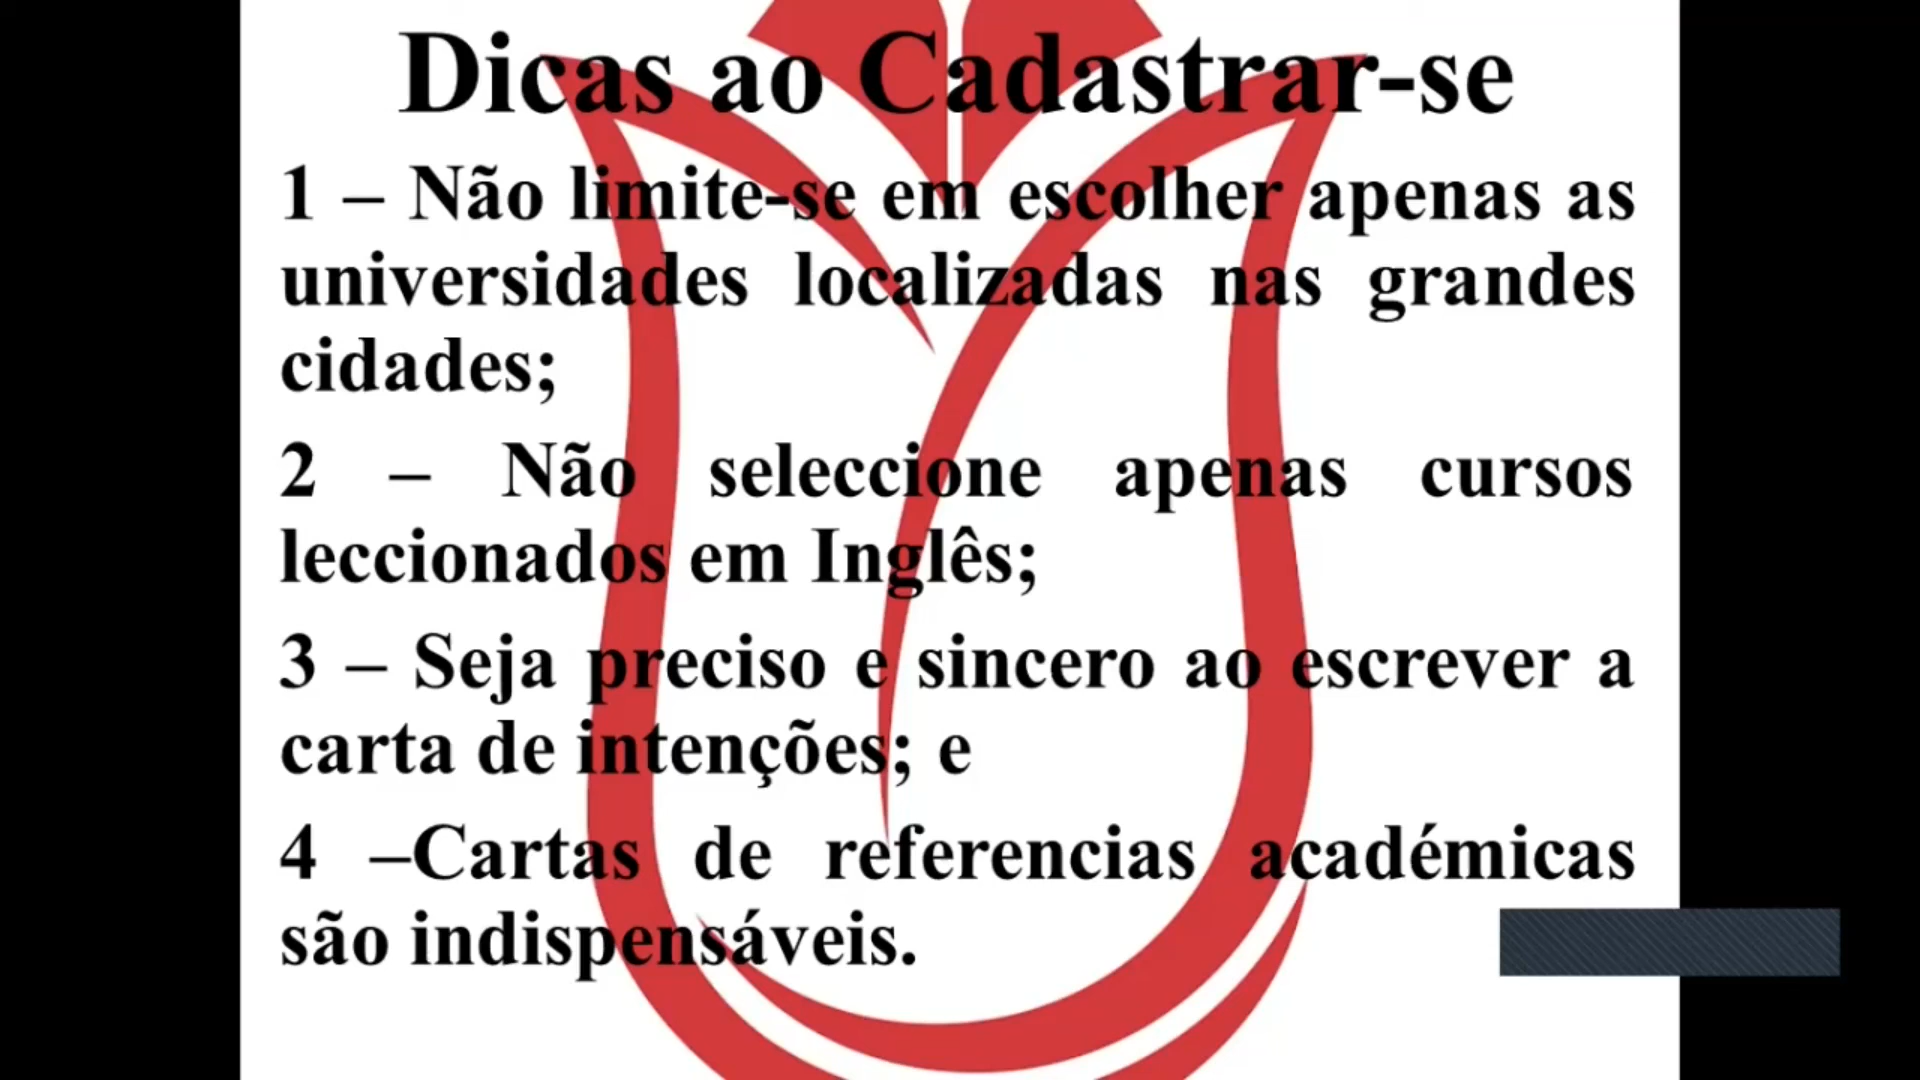 Dicas ao Cadastrar-se
1 – Não limite-se em escolher apenas as
universidades localizadas nas grandes
cidades;
2 – Não seleccione apenas cursos
leccionados em Inglês;
3 – Seja preciso e sincero ao escrever a
carta de intenções; e
4 –Cartas de referencias académicas
são indispensáveis.